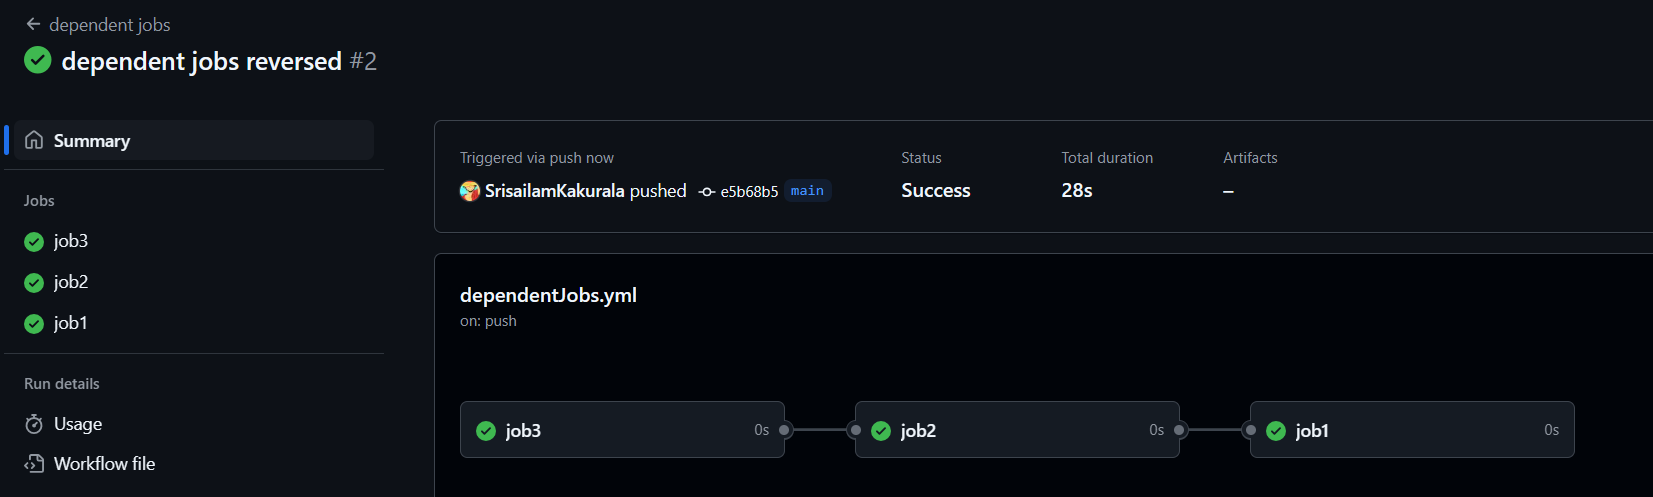 dependent jobs
dependent jobs reversed #2
Summary
Jobs
job3
job2
job1
Run details
Usage
Workflow file
Triggered via push now
SrisailamKakurala pushed e5b68b5 main
Status
Success
Total duration
28s
Artifacts
–
dependentJobs.yml
on: push
job3 0s
job2 0s
job1 0s